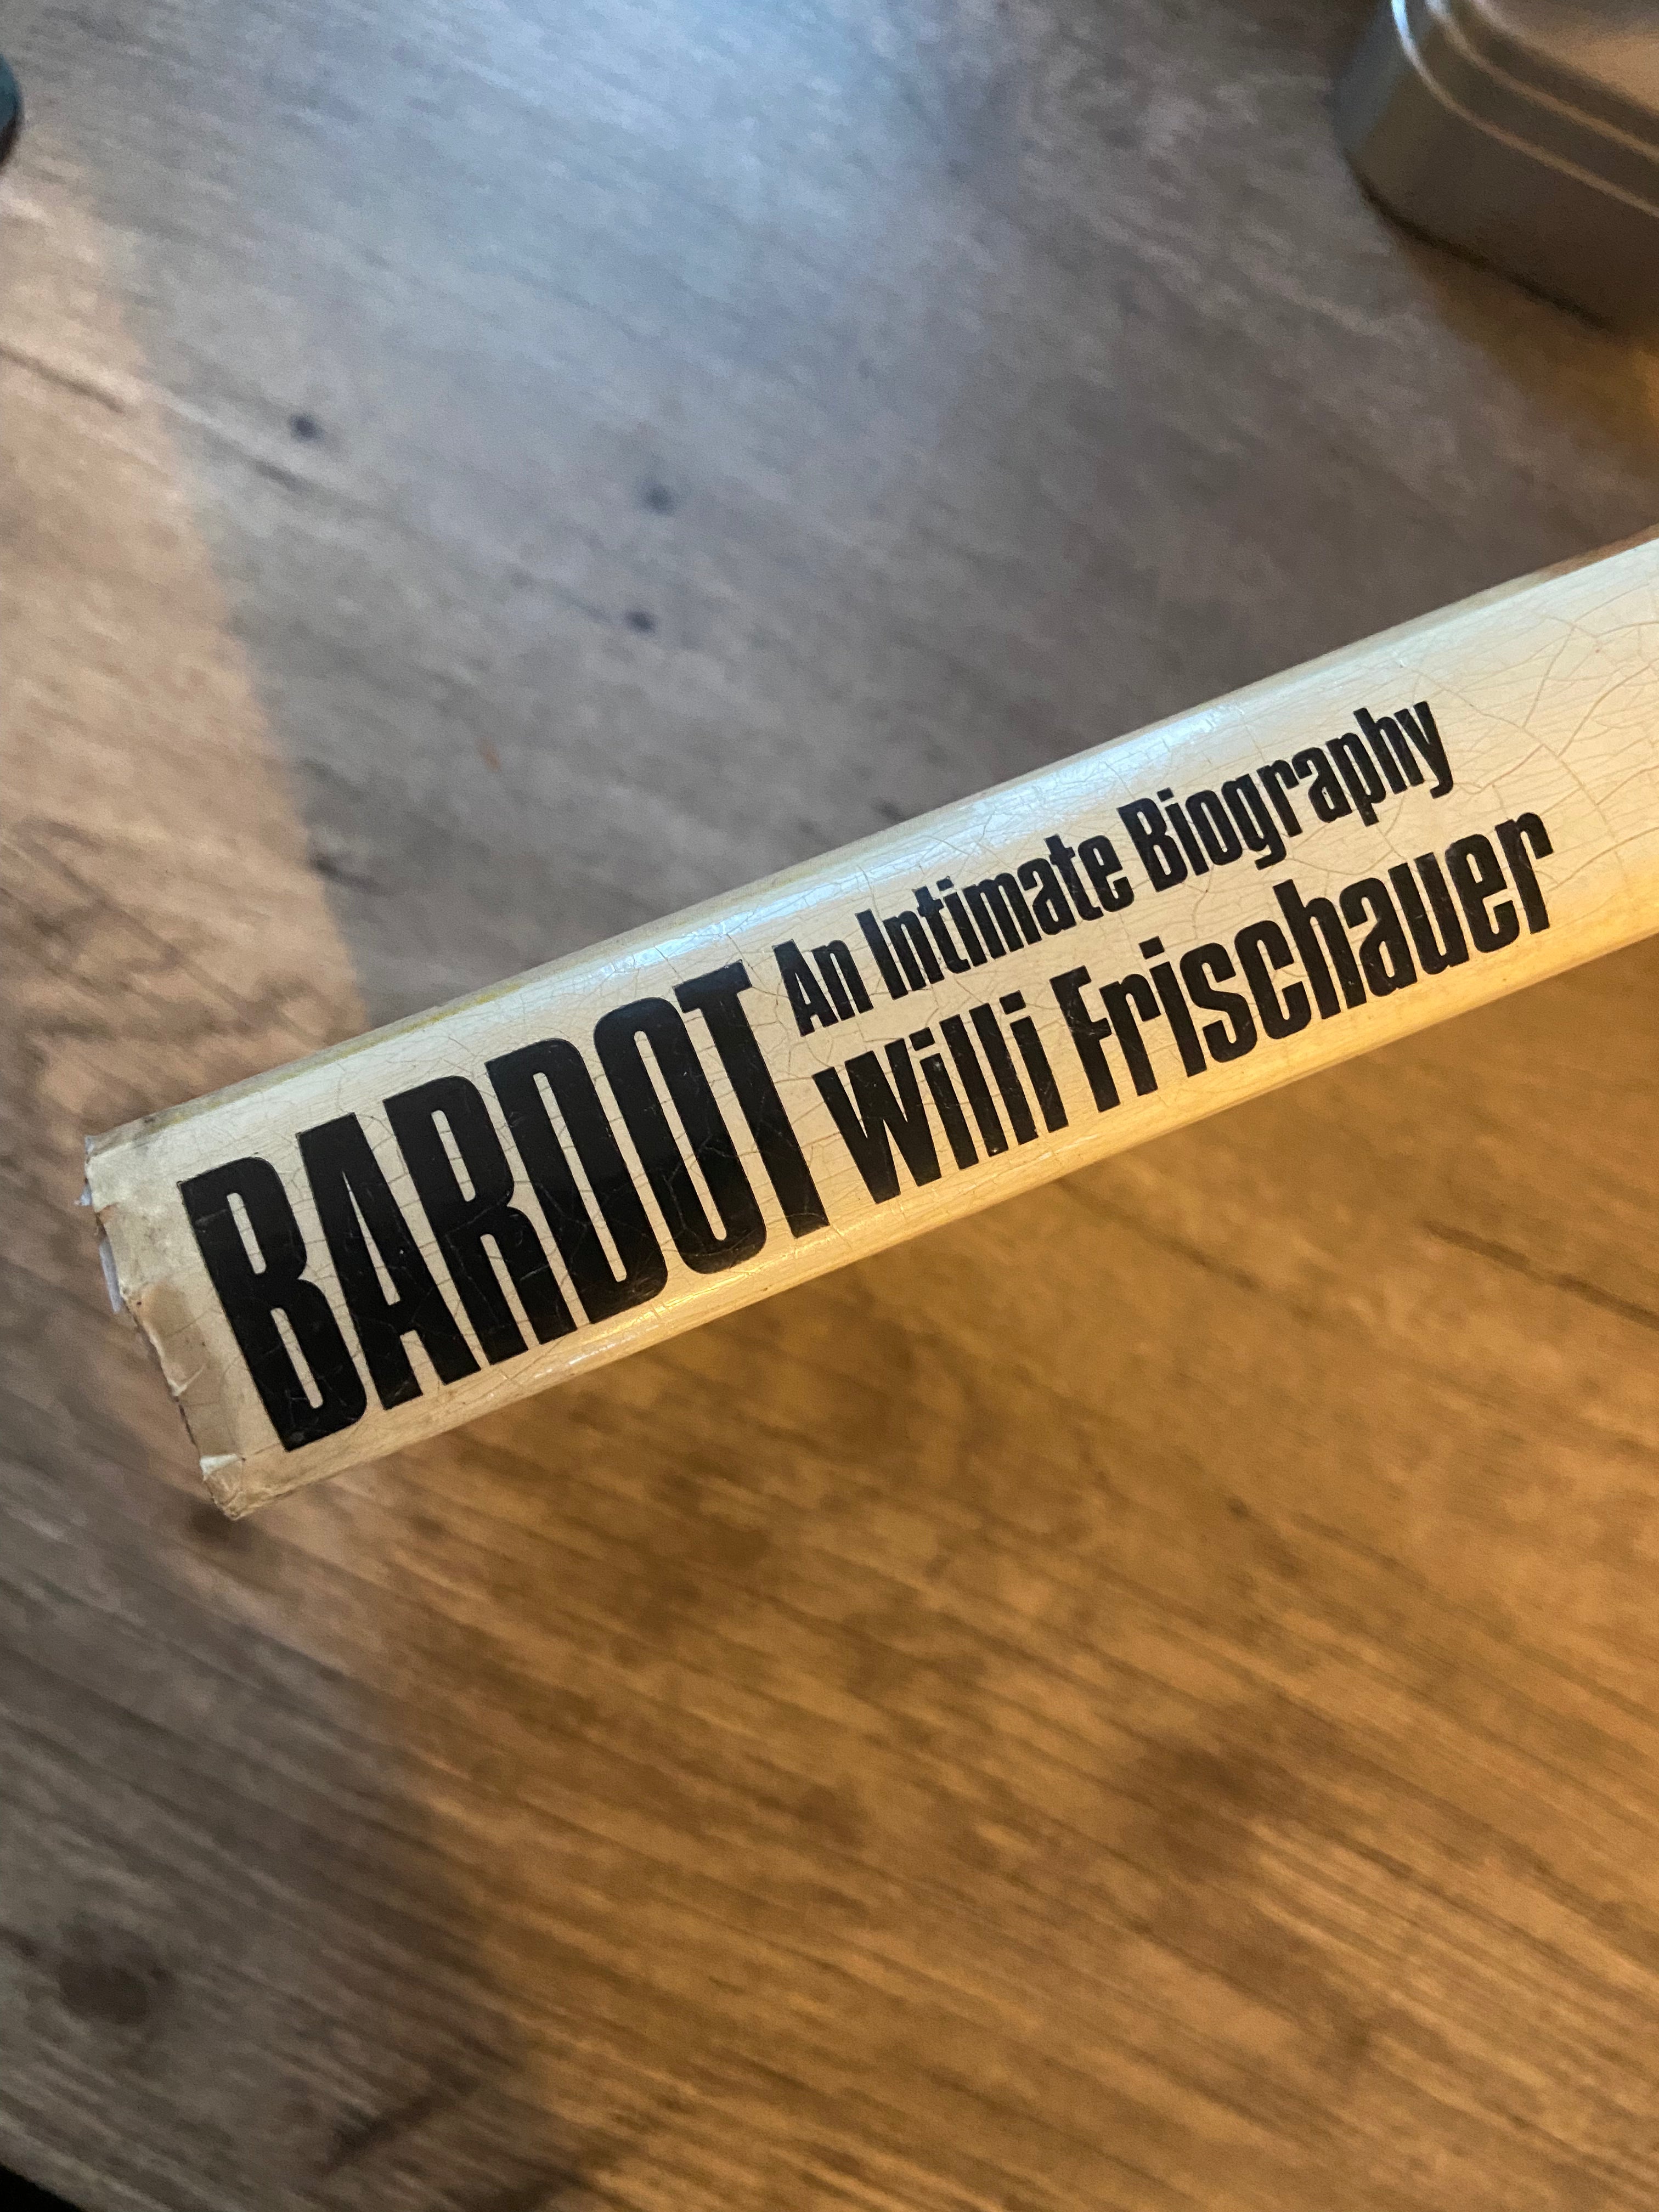 BARDOT
An Intimate Biography
Willi Frischauer